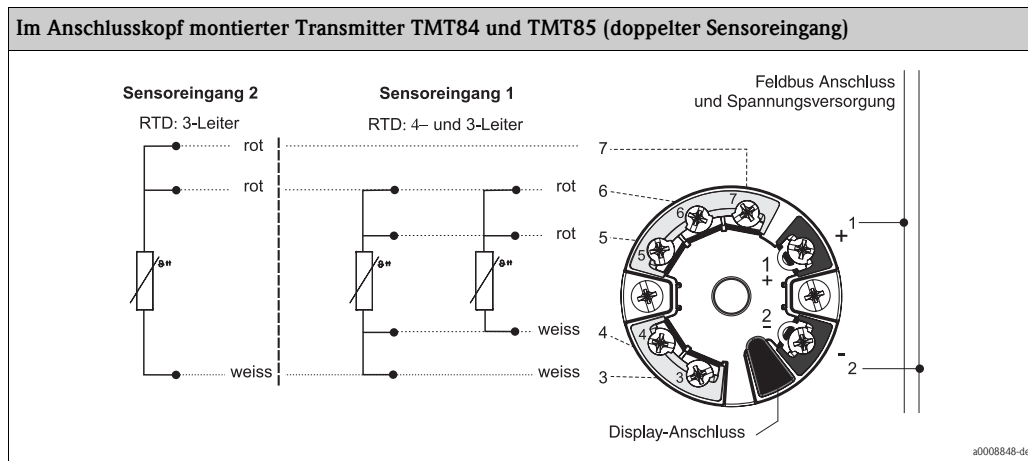 Im Anschlusskopf montierter Transmitter TMT84 und TMT85 (doppelter Sensoreingang)
Feldbus Anschluss
und Spannungsversorgung
Sensoreingang 2
Sensoreingang 1
RTD: 3-Leiter
RTD: 4– und 3-Leiter
rot
7
rot
rot
6
7
6
5
rot
5
+
1
1
+
2
-
weiss
4
4
weiss
weiss
3
3
-
2
Display-Anschluss
a0008848-de